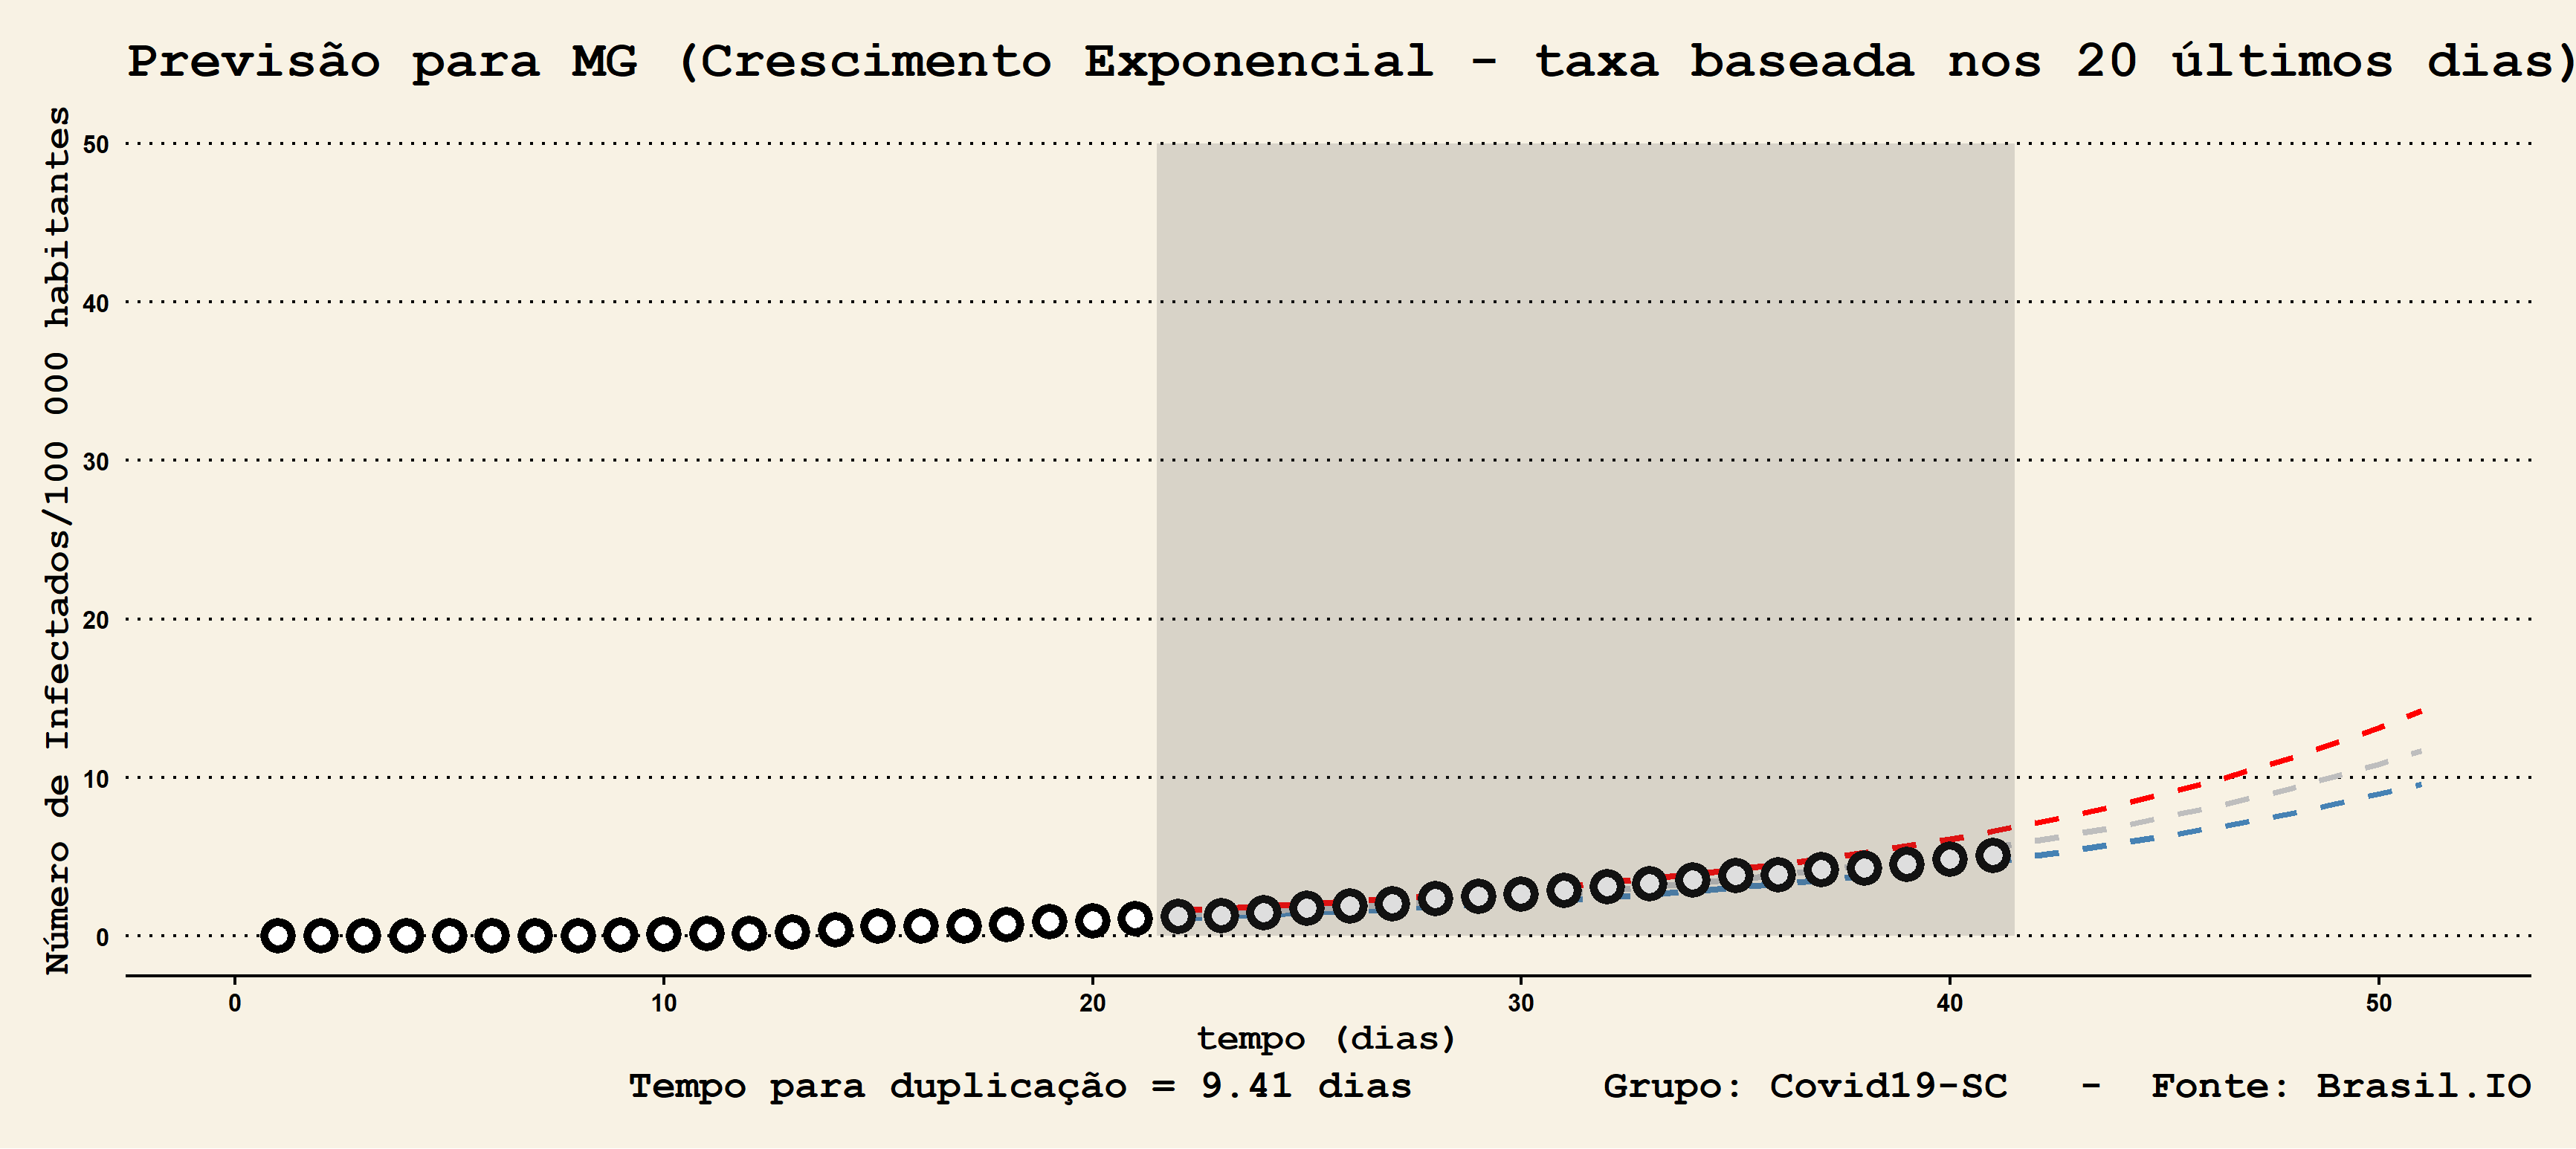 Previsão para MG (Crescimento Exponencial - taxa baseada nos 20 últimos dias)
Número de Infectados/100 000 habitantes
50
40
30
20
10
0
0 10 20 30 40 50
tempo (dias)
Tempo para duplicação = 9.41 dias Grupo: Covid19-SC - Fonte: Brasil.IO